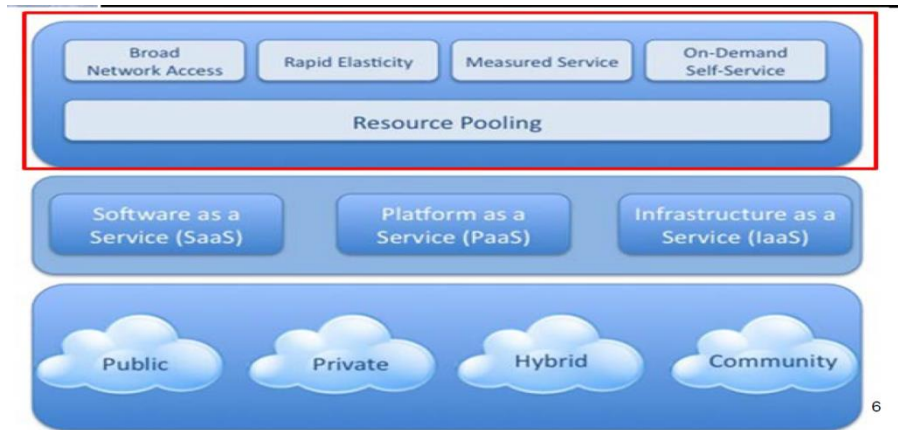 Broad
Network Access
Rapid Elasticity
Measured Service
On-Demand
Self-Service
Resource Pooling
Software as a
Service (SaaS)
Platform as a
Service (PaaS)
Infrastructure as a
Service (IaaS)
Public
Private
Hybrid
Community
6